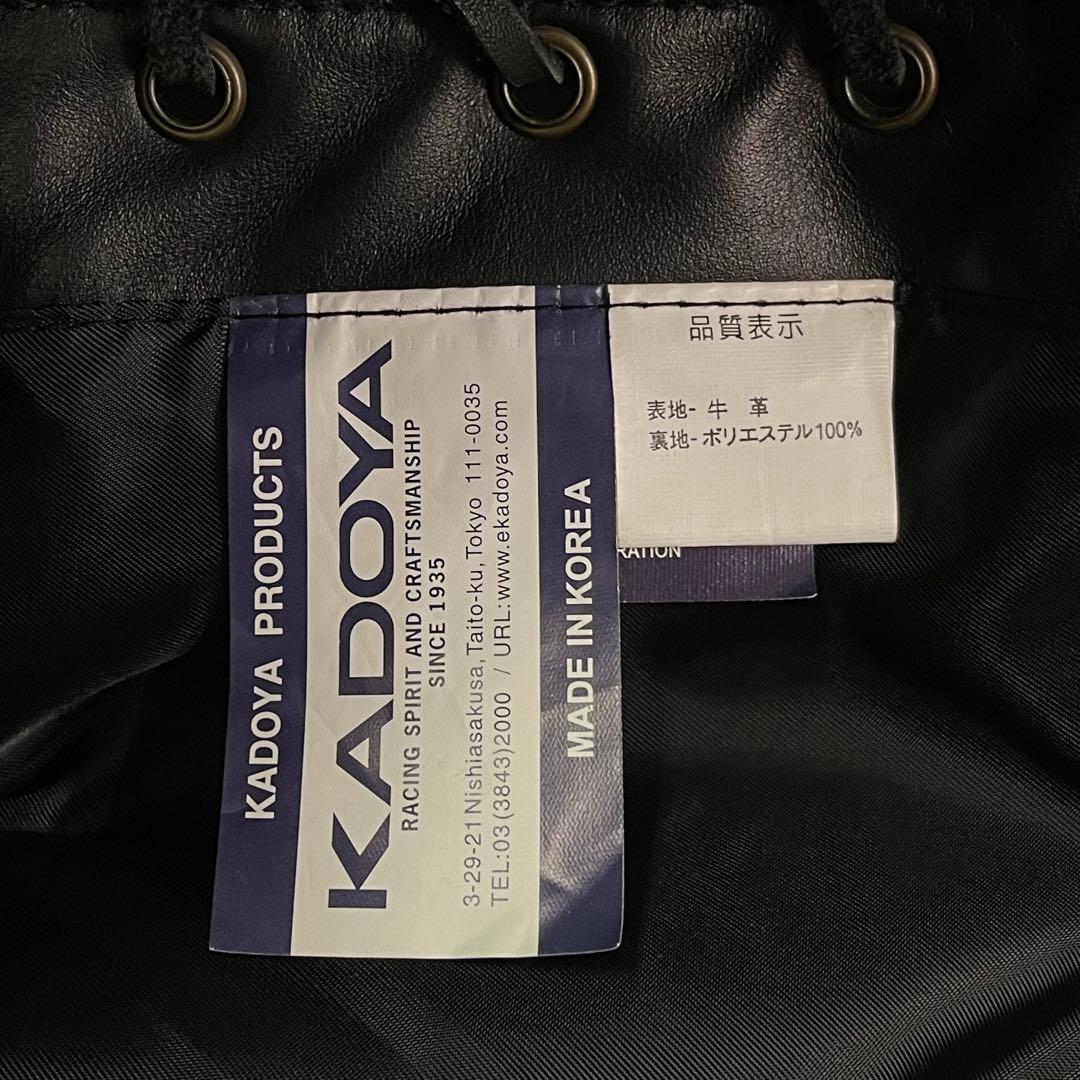 KADOYA PRODUCTS
KADOYA
RACING SPIRIT AND CRAFTSMANSHIP
SINCE 1935
3-29-21 Nishiasakusa, Taito-ku, Tokyo 111-0035
TEL:03(3843)2000 / URL:www.ekadoya.com
MADE IN KOREA
品質表示
表地- 牛 革
裏地- ポリエステル100%